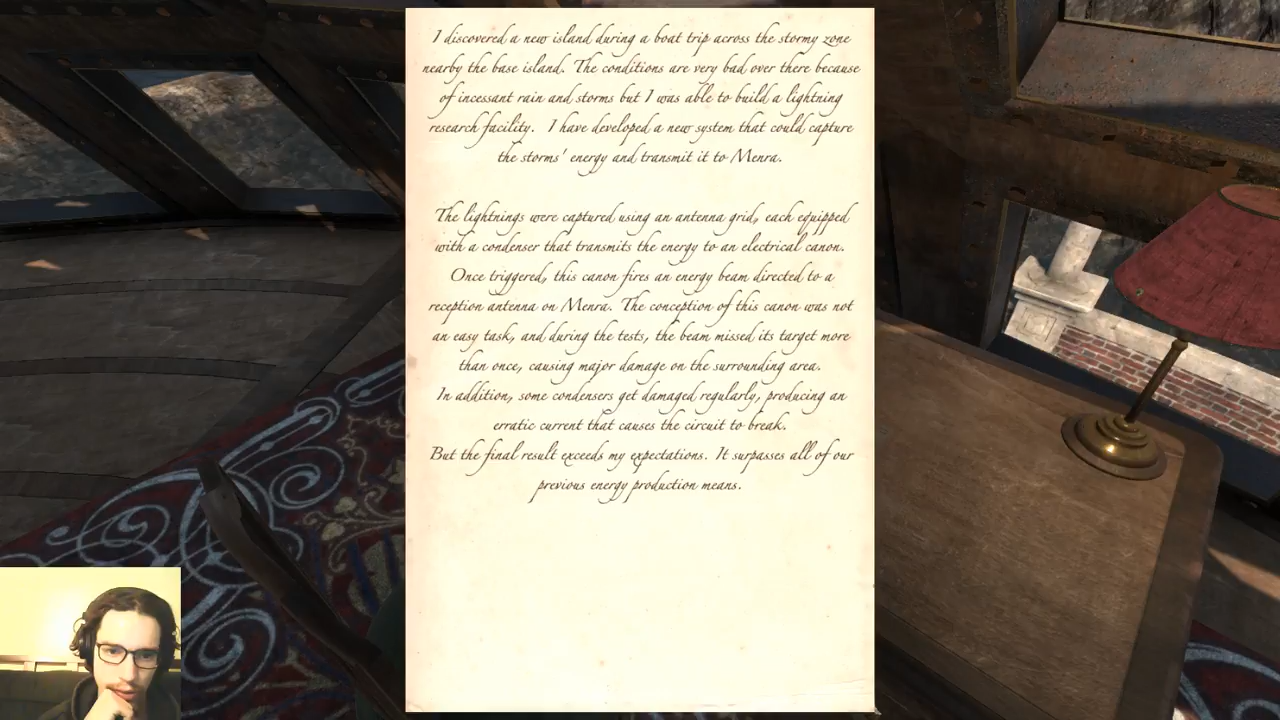 I discovered a new island during a boat trip across the stormy zone
nearby the base island. The conditions are very bad over there because
of incessant rain and storms but I was able to build a lightning
research facility. I have developed a new system that could capture
the storms' energy and transmit it to Menra.
The lightnings were captured using an antenna grid, each equipped
with a condenser that transmits the energy to an electrical canon.
Once triggered, this canon fires an energy beam directed to a
reception antenna on Menra. The conception of this canon was not
an easy task, and during the tests, the beam missed its target more
than once, causing major damage on the surrounding area.
In addition, some condensers get damaged regularly, producing an
erratic current that causes the circuit to break.
But the final result exceeds my expectations. It surpasses all of our
previous energy production means.